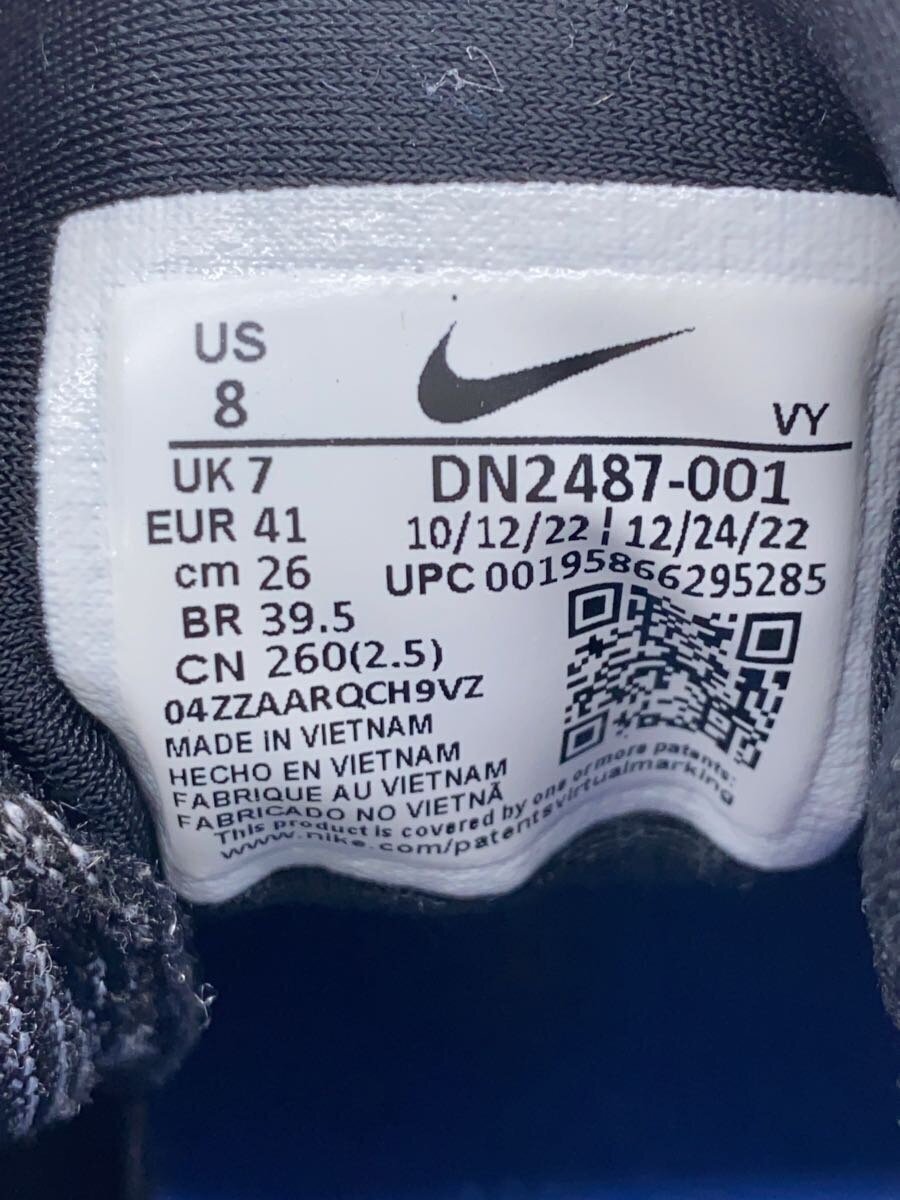 US
8
VY
UK 7
DN2487-001
EUR 41
10/12/22 ¦ 12/24/22
cm 26
UPC 00195866295285
BR 39.5
CN 260(2.5)
04ZZAARQCH9VZ
MADE IN VIETNAM
HECHO EN VIETNAM
FABRIQUE AU VIETNAM
FABRICADO NO VIETNÃ
This product is covered by one or more patents:
www.nike.com/patentsvirtualmarking